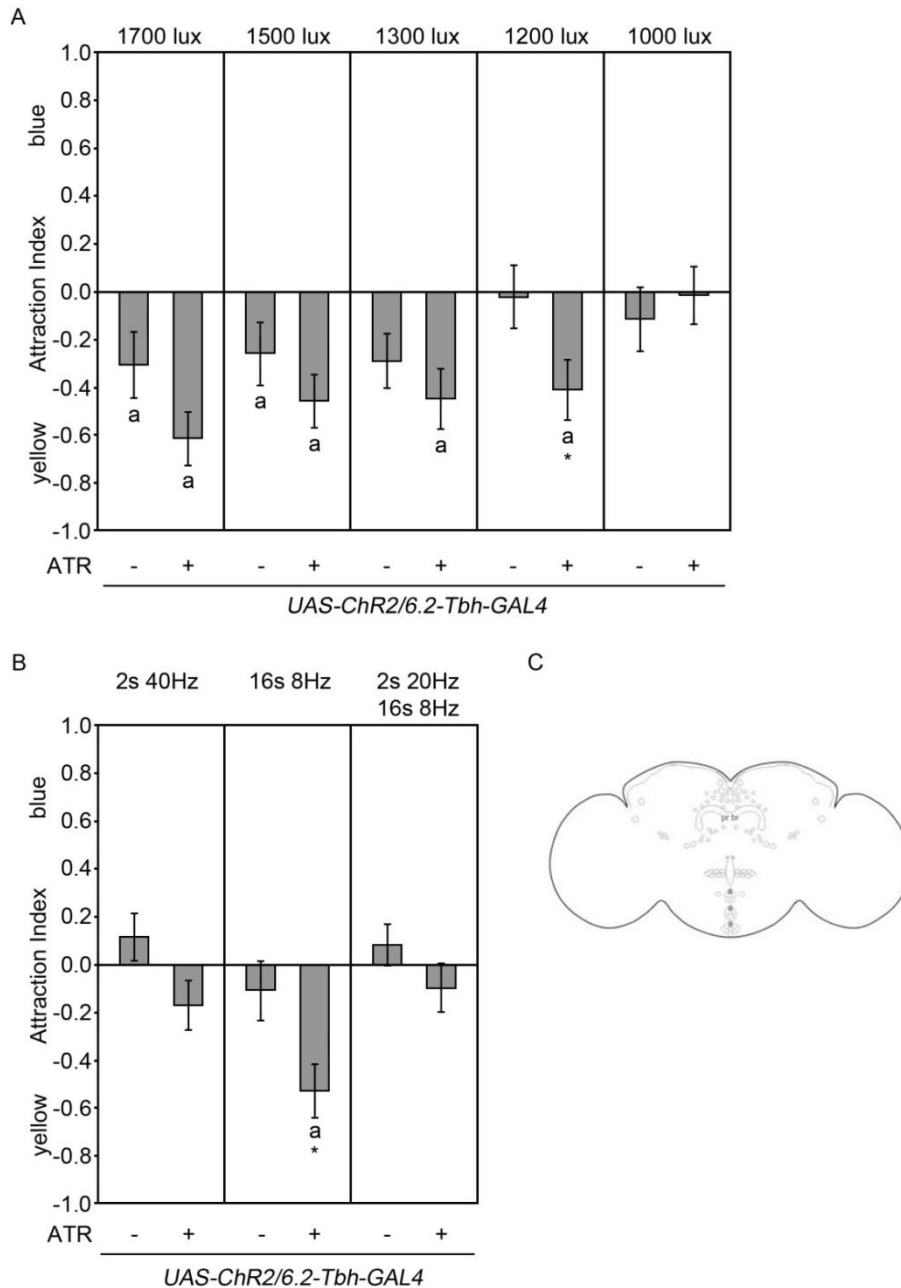 A
1700 lux 1500 lux 1300 lux 1200 lux 1000 lux
1.0
0.8
0.6
0.4
0.2
0.0
-0.2
-0.4
-0.6
-0.8
-1.0
blue
Attraction Index
yellow
a a a a a a
*
ATR - + - + - + - + - +
UAS-ChR2/6.2-Tbh-GAL4
B
2s 40Hz 16s 8Hz 2s 20Hz
16s 8Hz
1.0
0.8
0.6
0.4
0.2
0.0
-0.2
-0.4
-0.6
-0.8
-1.0
blue
Attraction Index
yellow
a
*
ATR - + - + - +
UAS-ChR2/6.2-Tbh-GAL4
C
pr br